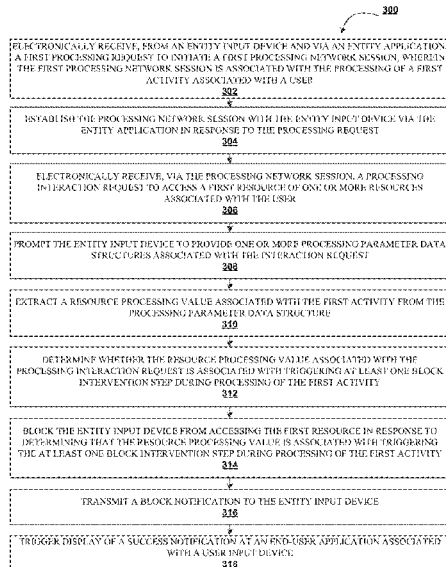 300
ELECTRONICALLY RECEIVE, FROM AN ENTITY INPUT DEVICE AND VIA AN ENTITY APPLICATION,
A FIRST PROCESSING REQUEST TO INITIATE A FIRST PROCESSING NETWORK SESSION, WHEREIN
THE FIRST PROCESSING NETWORK SESSION IS ASSOCIATED WITH THE PROCESSING OF A FIRST
ACTIVITY ASSOCIATED WITH A USER
302
ESTABLISH THE PROCESSING NETWORK SESSION WITH THE ENTITY INPUT DEVICE VIA THE
ENTITY APPLICATION IN RESPONSE TO THE PROCESSING REQUEST
304
ELECTRONICALLY RECEIVE, VIA THE PROCESSING NETWORK SESSION, A PROCESSING
INTERACTION REQUEST TO ACCESS A FIRST RESOURCE OF ONE OR MORE RESOURCES
ASSOCIATED WITH THE USER
306
PROMPT THE ENTITY INPUT DEVICE TO PROVIDE ONE OR MORE PROCESSING PARAMETER DATA
STRUCTURES ASSOCIATED WITH THE INTERACTION REQUEST
308
EXTRACT A RESOURCE PROCESSING VALUE ASSOCIATED WITH THE FIRST ACTIVITY FROM THE
PROCESSING PARAMETER DATA STRUCTURE
310
DETERMINE WHETHER THE RESOURCE PROCESSING VALUE ASSOCIATED WITH THE
PROCESSING INTERACTION REQUEST IS ASSOCIATED WITH TRIGGERING AT LEAST ONE BLOCK
INTERVENTION STEP DURING PROCESSING OF THE FIRST ACTIVITY
312
BLOCK THE ENTITY INPUT DEVICE FROM ACCESSING THE FIRST RESOURCE IN RESPONSE TO
DETERMINING THAT THE RESOURCE PROCESSING VALUE IS ASSOCIATED WITH TRIGGERING
THE AT LEAST ONE BLOCK INTERVENTION STEP DURING PROCESSING OF THE FIRST ACTIVITY
314
TRANSMIT A BLOCK NOTIFICATION TO THE ENTITY INPUT DEVICE
316
TRIGGER DISPLAY OF A SUCCESS NOTIFICATION AT AN END-USER APPLICATION ASSOCIATED
WITH A USER INPUT DEVICE
318